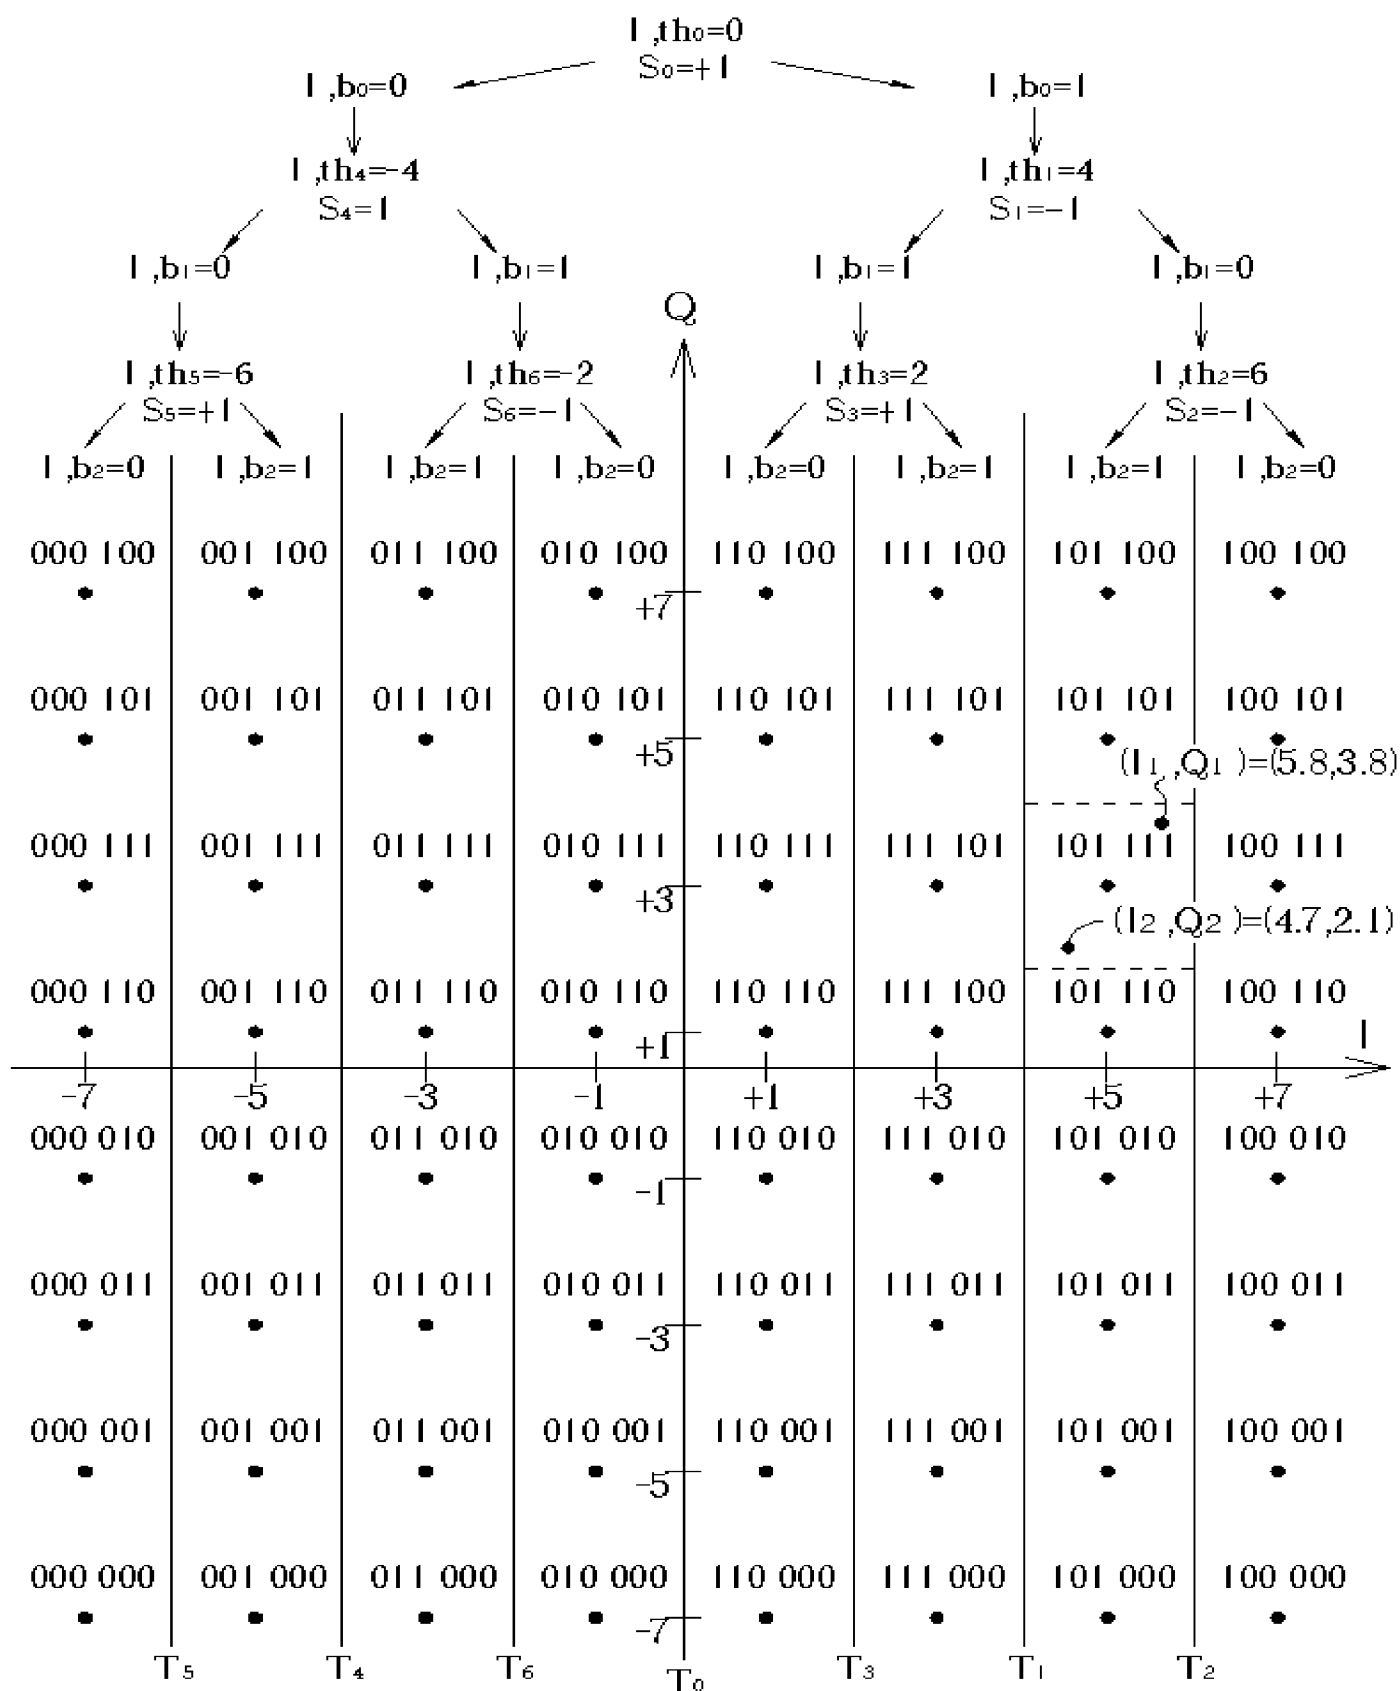 I ,th0=0
S0=+1
I ,b0=0 I ,b0=1
I ,th4=-4 I ,th1=4
S4=1 S1=-1
I ,b1=0 I ,b1=1 I ,b1=1 I ,b1=0
Q
I ,th5=-6 I ,th6=-2 I ,th3=2 I ,th2=6
S5=+1 S6=-1 S3=+1 S2=-1
I ,b2=0 I ,b2=1 I ,b2=1 I ,b2=0 I ,b2=0 I ,b2=1 I ,b2=1 I ,b2=0
000 100 001 100 011 100 010 100 110 100 111 100 101 100 100 100
+7
000 101 001 101 011 101 010 101 110 101 111 101 101 101 100 101
+5
(I1 ,Q1 )=(5.8,3.8)
000 111 001 111 011 111 010 111 110 111 111 101 101 111 100 111
+3
(I2 ,Q2 )=(4.7,2.1)
000 110 001 110 011 110 010 110 110 110 111 100 101 110 100 110
+1
I
-7 -5 -3 -1 +1 +3 +5 +7
000 010 001 010 011 010 010 010 110 010 111 010 101 010 100 010
-1
000 011 001 011 011 011 010 011 110 011 111 011 101 011 100 011
-3
000 001 001 001 011 001 010 001 110 001 111 001 101 001 100 001
-5
000 000 001 000 011 000 010 000 110 000 111 000 101 000 100 000
-7
T5 T4 T6 T0 T3 T1 T2